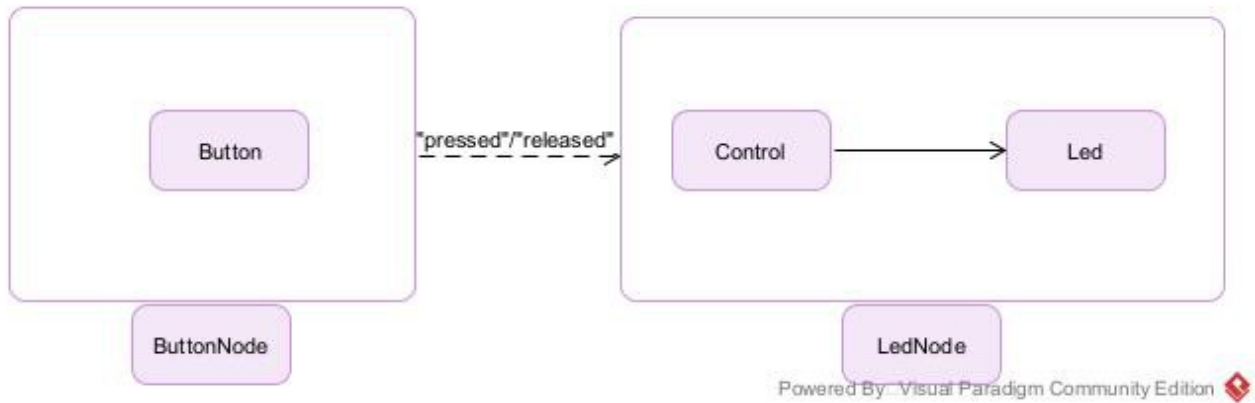 "pressed"/"released"
Button
Control
Led
ButtonNode
LedNode
Powered By Visual Paradigm Community Edition